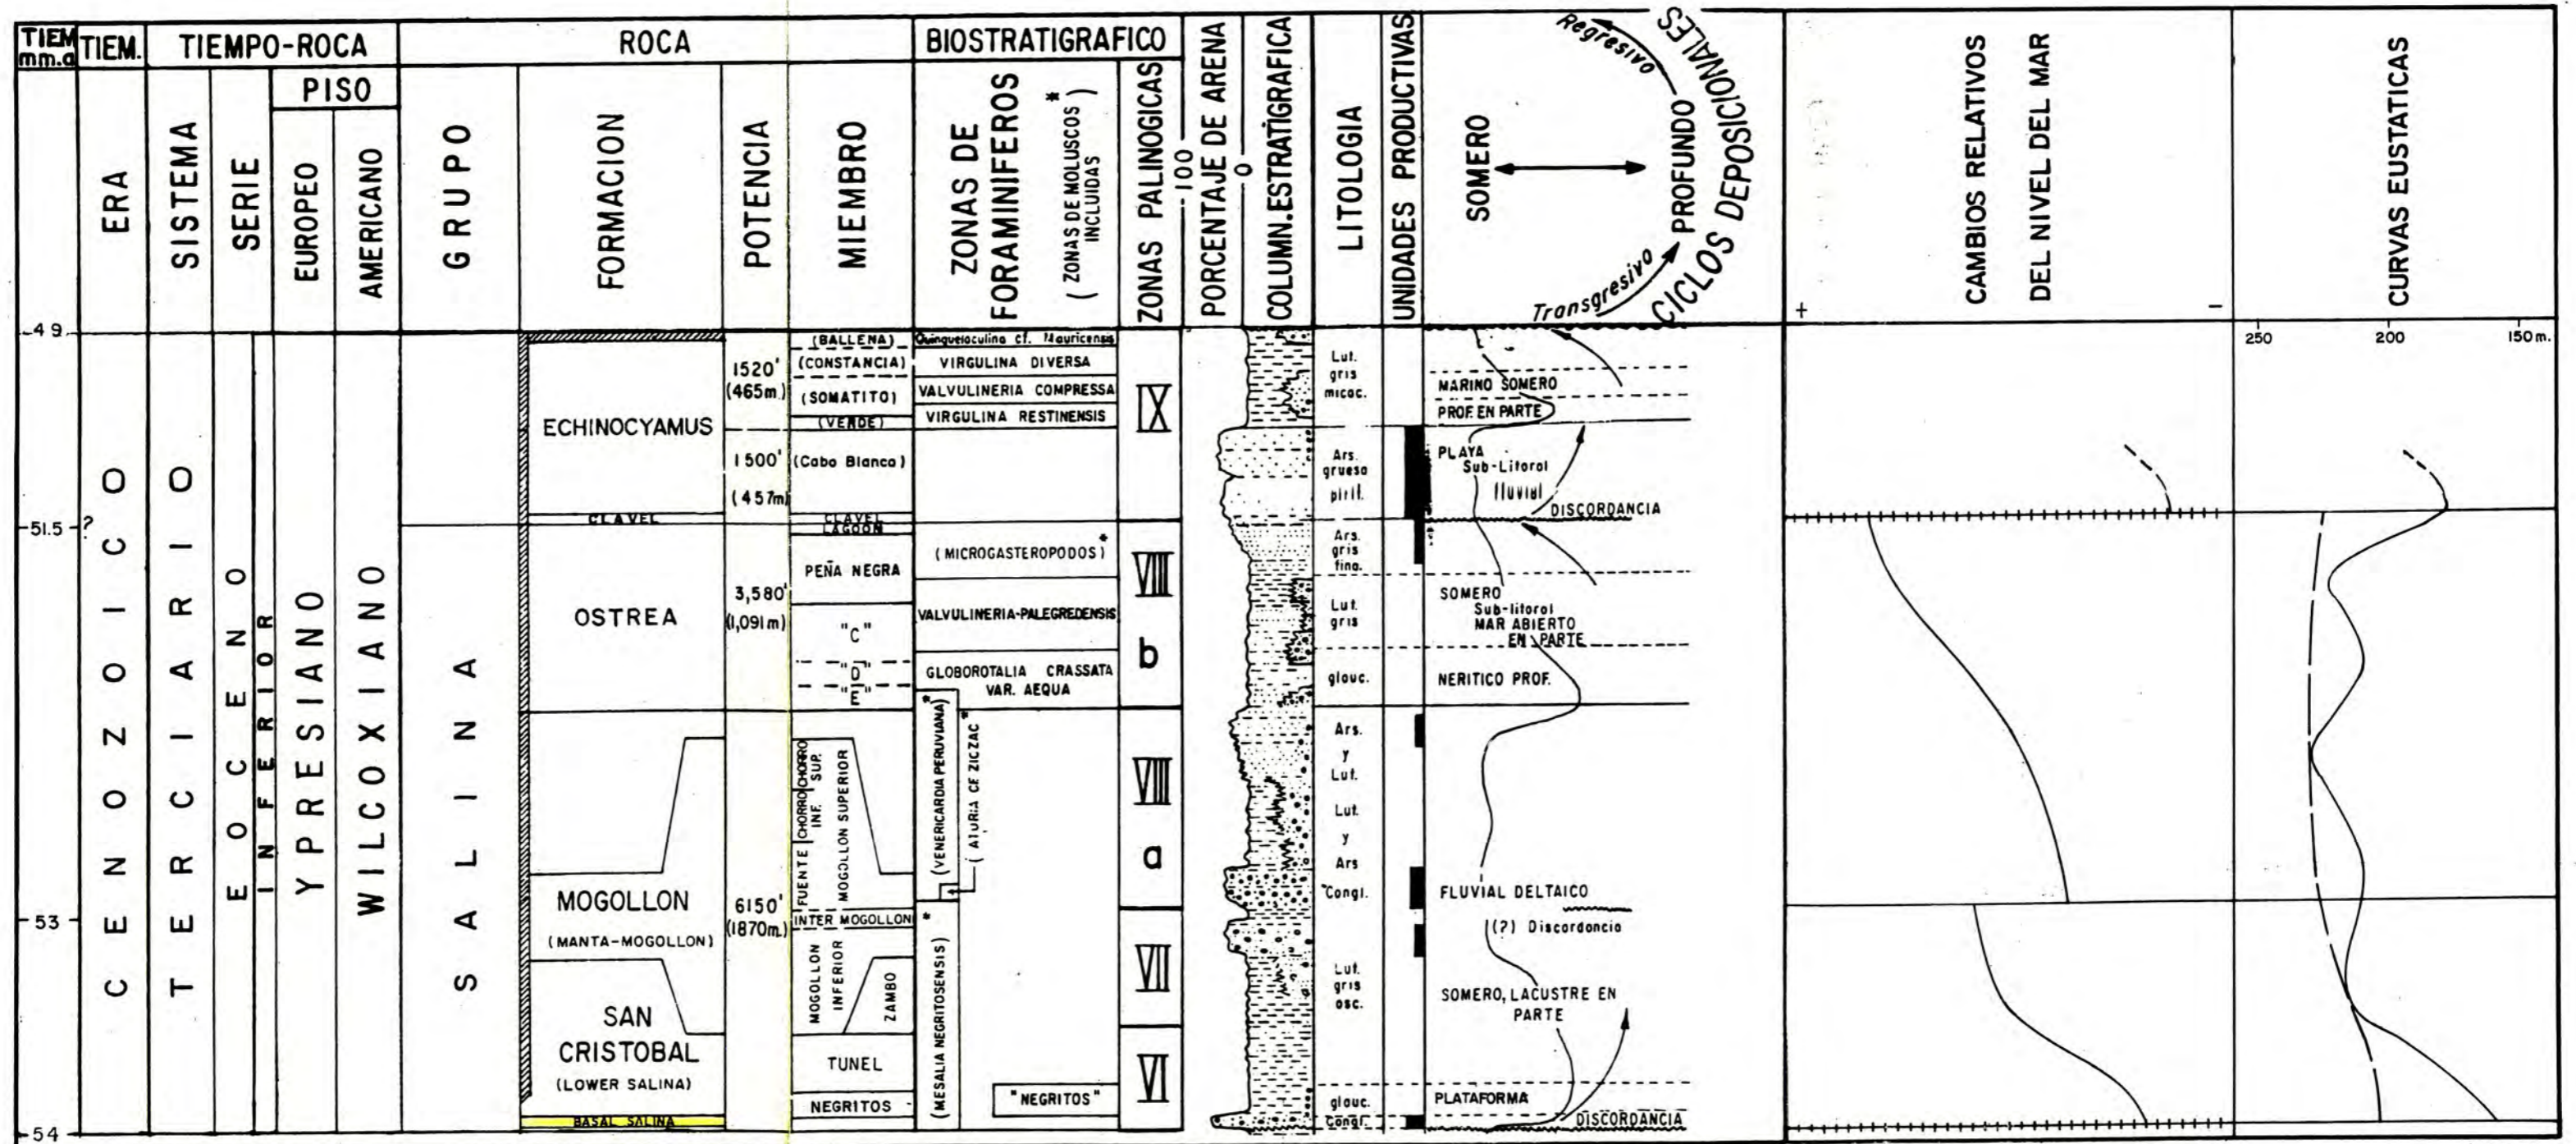 TIEM
mm.a
TIEM.
TIEMPO-ROCA
ROCA
BIOSTRATIGRAFICO
ERA
SISTEMA
SERIE
PISO
EUROPEO
AMERICANO
GRUPO
FORMACION
POTENCIA
MIEMBRO
ZONAS DE
FORAMINIFEROS
( ZONAS DE MOLUSCOS * )
INCLUIDAS
ZONAS PALINOGICAS
100
PORCENTAJE DE ARENA
0
COLUMN.ESTRATIGRAFICA
LITOLOGIA
UNIDADES PRODUCTIVAS
SOMERO
PROFUNDO
Regresivo
Transgresivo
CICLOS DEPOSICIONALES
CAMBIOS RELATIVOS
DEL NIVEL DEL MAR
+
-
CURVAS EUSTATICAS
250
200
150 m.
49
51.5
?
53
54
CENOZOICO
TERCIARIO
EOCENO
INFERIOR
YPRESIANO
WILCOXIANO
SALINA
ECHINOCYAMUS
CLAVEL
OSTREA
MOGOLLON
(MANTA-MOGOLLON)
SAN
CRISTOBAL
(LOWER SALINA)
BASAL SALINA
1520'
(465m.)
1500'
(457m)
3,580'
(1,091m)
6150'
(1870m.)
(BALLENA)
(CONSTANCIA)
(SOMATITO)
(VERDE)
(Cabo Blanco)
CLAVEL
LAGOON
PEÑA NEGRA
"C"
"D"
"E"
CHORRO
SUP.
CHORRO
INF.
FUENTE
MOGOLLON SUPERIOR
INTER MOGOLLON
MOGOLLON
INFERIOR
ZAMBO
TUNEL
NEGRITOS
Quinqueloculina cf. Mauricensis
VIRGULINA DIVERSA
VALVULINERIA COMPRESSA
VIRGULINA RESTINENSIS
(MICROGASTEROPODOS) *
VALVULINERIA-PALEGREDENSIS
GLOBOROTALIA CRASSATA
VAR. AEQUA
(VENERICARDIA PERUVIANA) *
( ATURIA CF ZICZAC *
(MESALIA NEGRITOSENSIS) *
"NEGRITOS"
IX
VIII
b
VIII
a
VII
VI
Lut.
gris
micac.
Ars.
gruesa
pirit.
Ars.
gris
fina.
Lut.
gris
glauc.
Ars.
y
Lut.
Lut.
y
Ars
Congl.
Lut.
gris
osc.
glauc.
Congl.
MARINO SOMERO
PROF. EN PARTE
PLAYA
Sub-Litoral
fluvial
DISCORDANCIA
SOMERO
Sub-litoral
MAR ABIERTO
EN PARTE
NERITICO PROF.
FLUVIAL DELTAICO
(?) Discordancia
SOMERO, LACUSTRE EN
PARTE
PLATAFORMA
DISCORDANCIA